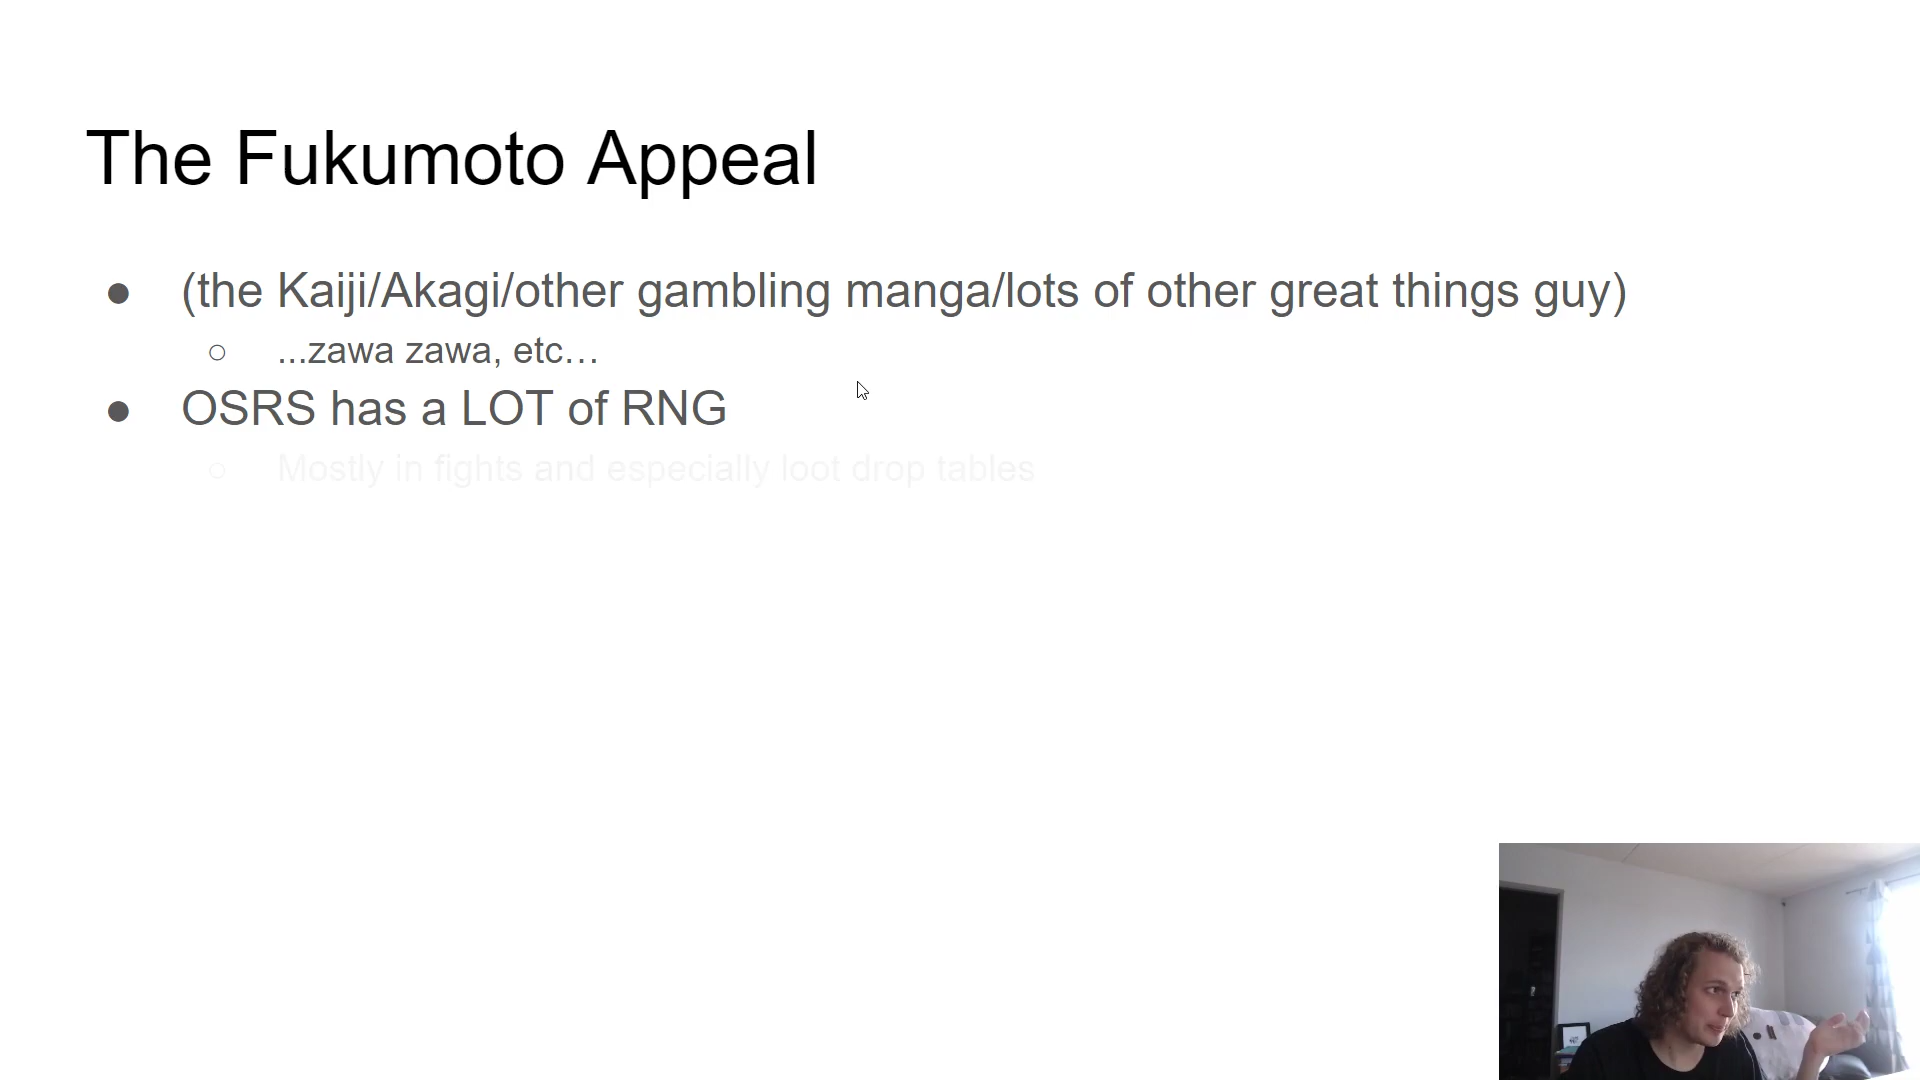 The Fukumoto Appeal
(the Kaiji/Akagi/other gambling manga/lots of other great things guy)
...zawa zawa, etc…
OSRS has a LOT of RNG
Mostly in fights and especially loot drop tables